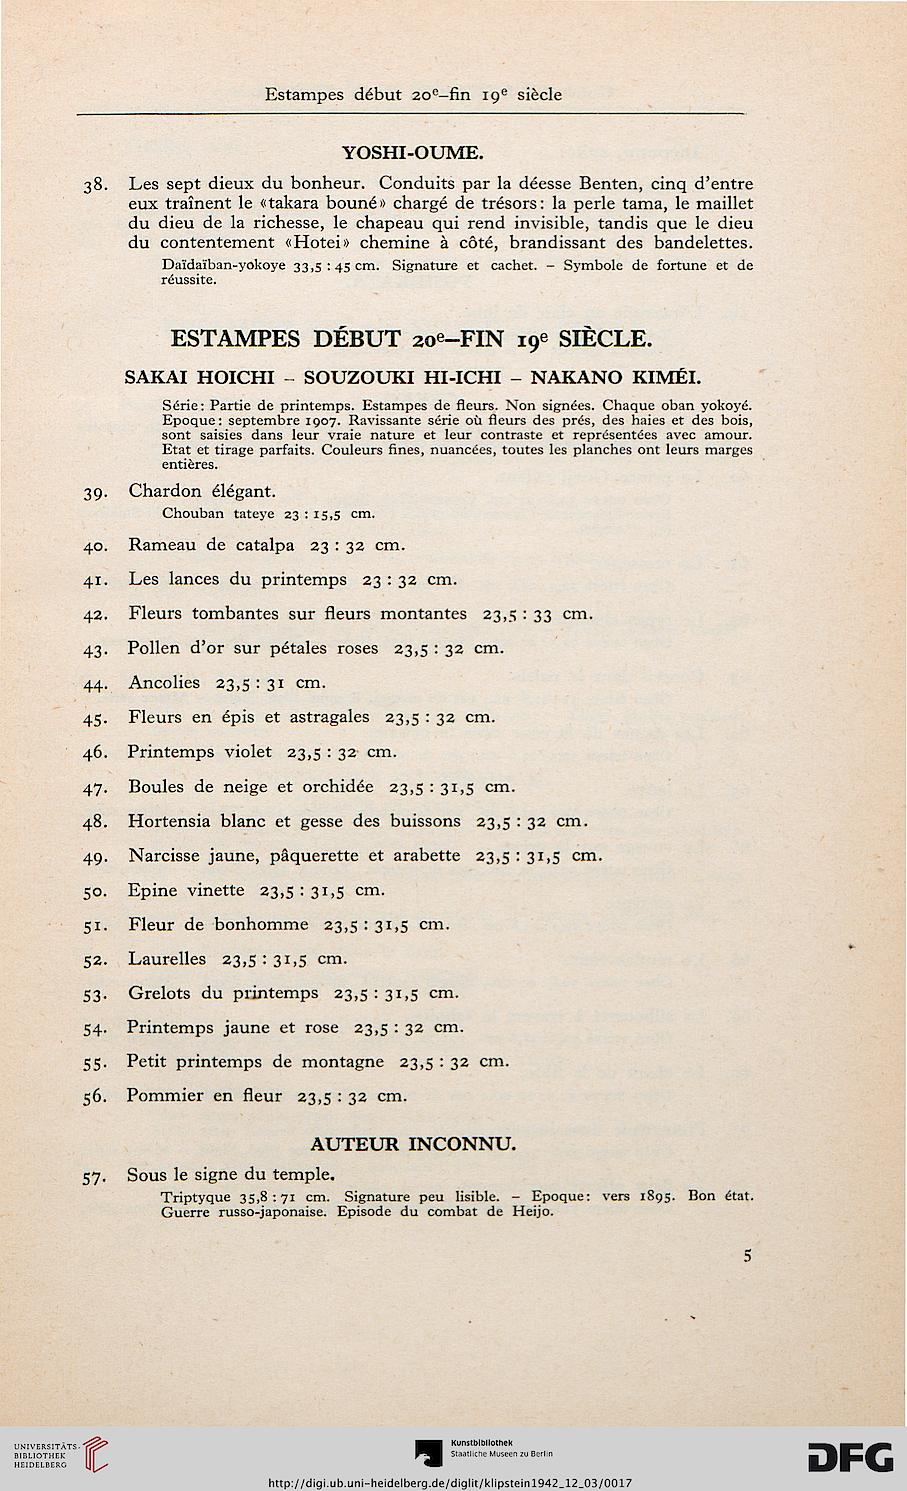 Estampes début 20e–fin 19e siècle
YOSHI-OUME.
38. Les sept dieux du bonheur. Conduits par la déesse Benten, cinq d'entre
eux traînent le «takara bouné» chargé de trésors: la perle tama, le maillet
du dieu de la richesse, le chapeau qui rend invisible, tandis que le dieu
du contentement «Hotei» chemine à côté, brandissant des bandelettes.
Daïdaïban-yokoye 33,5 : 45 cm. Signature et cachet. – Symbole de fortune et de
réussite.
ESTAMPES DÉBUT 20e–FIN 19e SIÈCLE.
SAKAI HOICHI – SOUZOUKI HI-ICHI – NAKANO KIMÉI.
Série: Partie de printemps. Estampes de fleurs. Non signées. Chaque oban yokoyé.
Epoque: septembre 1907. Ravissante série où fleurs des prés, des haies et des bois,
sont saisies dans leur vraie nature et leur contraste et représentées avec amour.
Etat et tirage parfaits. Couleurs fines, nuancées, toutes les planches ont leurs marges
entières.
39. Chardon élégant.
Chouban tateye 23 : 15,5 cm.
40. Rameau de catalpa 23 : 32 cm.
41. Les lances du printemps 23 : 32 cm.
42. Fleurs tombantes sur fleurs montantes 23,5 : 33 cm.
43. Pollen d'or sur pétales roses 23,5 : 32 cm.
44. Ancolies 23,5 : 31 cm.
45. Fleurs en épis et astragales 23,5 : 32 cm.
46. Printemps violet 23,5 : 32 cm.
47. Boules de neige et orchidée 23,5 : 31,5 cm.
48. Hortensia blanc et gesse des buissons 23,5 : 32 cm.
49. Narcisse jaune, pâquerette et arabette 23,5 : 31,5 cm.
50. Epine vinette 23,5 : 31,5 cm.
51. Fleur de bonhomme 23,5 : 31,5 cm.
52. Laurelles 23,5 : 31,5 cm.
53. Grelots du printemps 23,5 : 31,5 cm.
54. Printemps jaune et rose 23,5 : 32 cm.
55. Petit printemps de montagne 23,5 : 32 cm.
56. Pommier en fleur 23,5 : 32 cm.
AUTEUR INCONNU.
57. Sous le signe du temple.
Triptyque 35,8 : 71 cm. Signature peu lisible. – Epoque: vers 1895. Bon état.
Guerre russo-japonaise. Episode du combat de Heijo.
5
UNIVERSITÄTS-
BIBLIOTHEK
HEIDELBERG
Kunstbibliothek
Staatliche Museen zu Berlin
DFG
http://digi.ub.uni-heidelberg.de/diglit/klipstein1942_12_03/0017